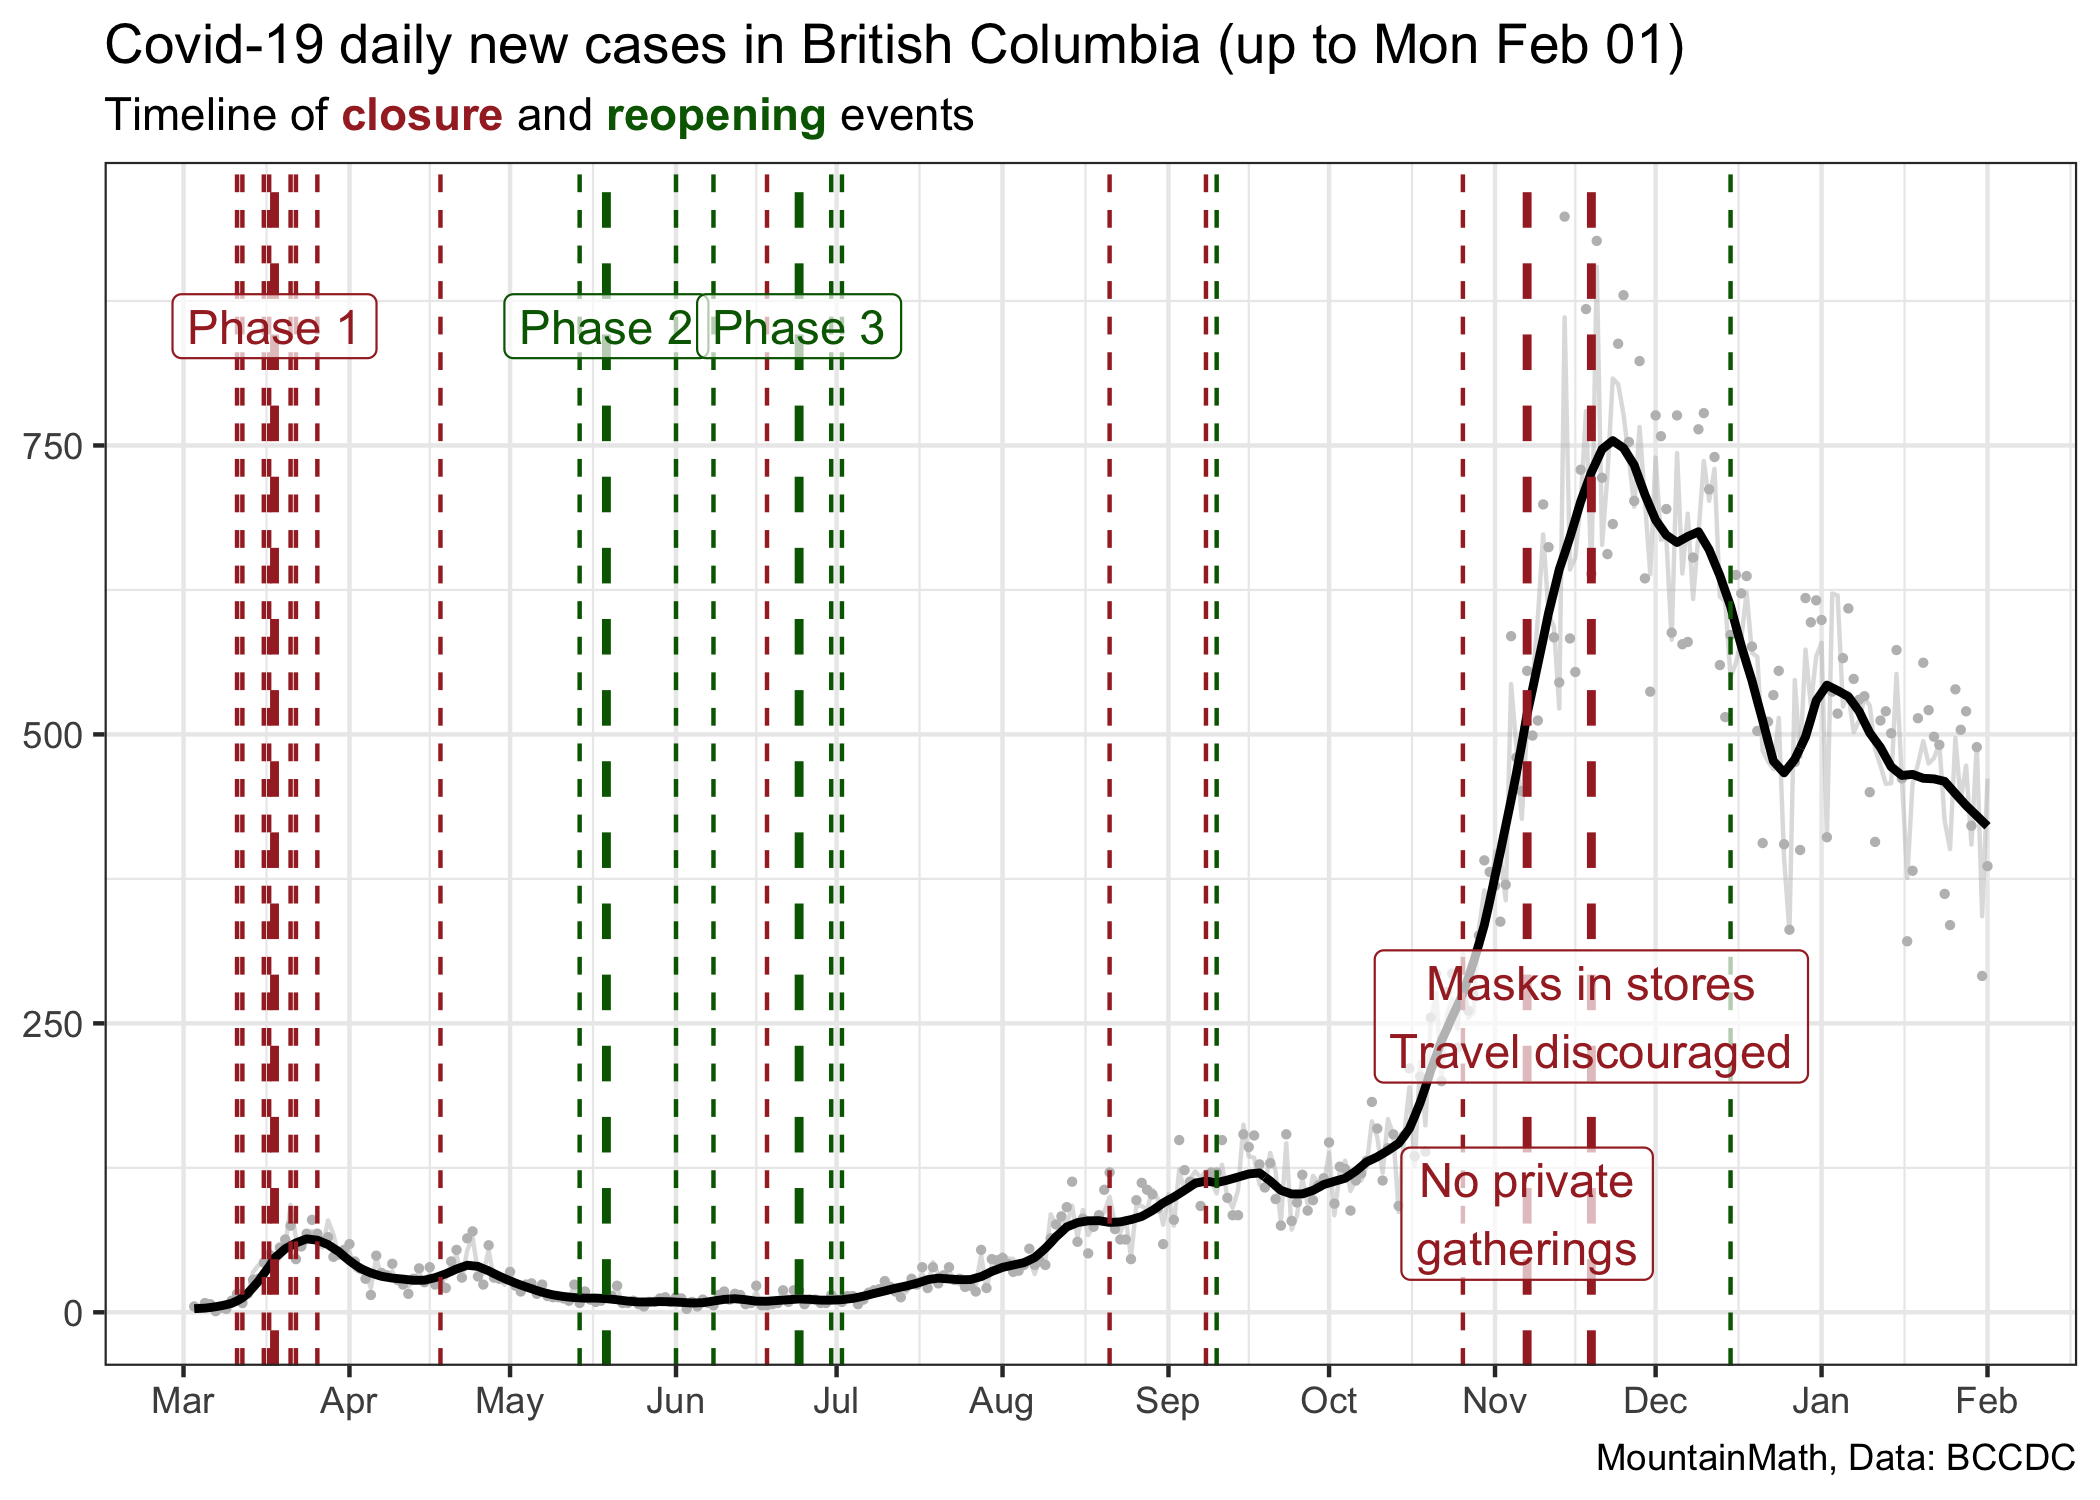 Covid-19 daily new cases in British Columbia (up to Mon Feb 01)
Timeline of closure and reopening events
Phase 1
Phase 2
Phase 3
750
500
250
0
Masks in stores
Travel discouraged
No private
gatherings
Mar Apr May Jun Jul Aug Sep Oct Nov Dec Jan Feb
MountainMath, Data: BCCDC